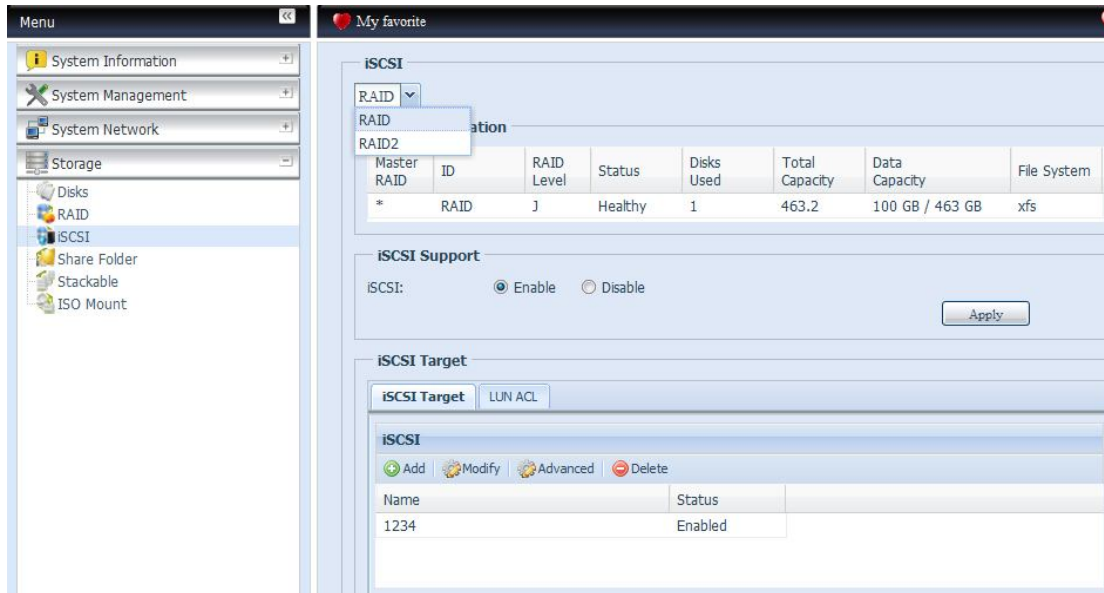 Menu
System Information
System Management
System Network
Storage
Disks
RAID
iSCSI
Share Folder
Stackable
ISO Mount
My favorite
iSCSI
RAID
RAID
RAID2
ation
Master RAID ID RAID Level Status Disks Used Total Capacity Data Capacity File System
* RAID J Healthy 1 463.2 100 GB / 463 GB xfs
iSCSI Support
iSCSI: Enable Disable
Apply
iSCSI Target
iSCSI Target LUN ACL
iSCSI
Add Modify Advanced Delete
Name Status
1234 Enabled